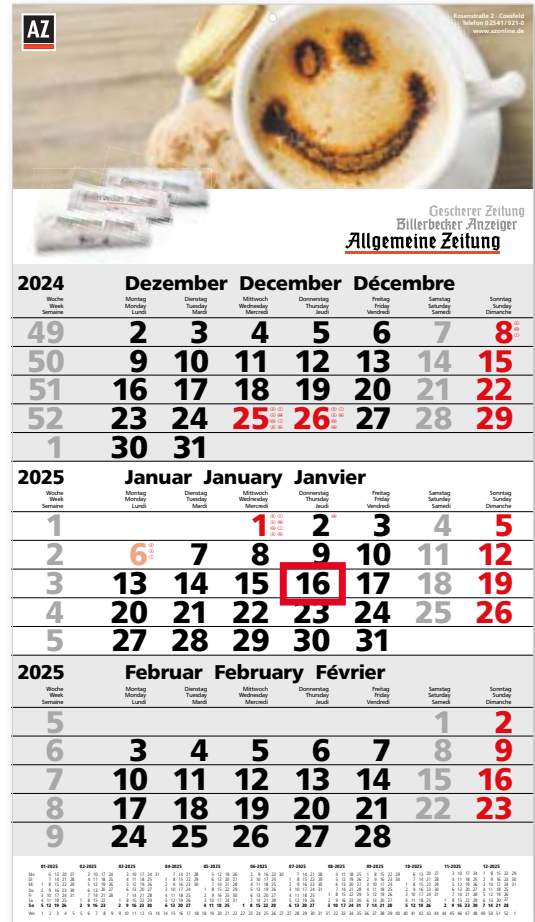 AZ
Rosenstraße 2 · Coesfeld
Telefon 02541/921-0
www.azonline.de
Gescherer Zeitung
Billerbecker Anzeiger
Allgemeine Zeitung
2024 Dezember December Décembre
Woche Montag Dienstag Mittwoch Donnerstag Freitag Samstag Sonntag
Week Monday Tuesday Wednesday Thursday Friday Saturday Sunday
Semaine Lundi Mardi Mercredi Jeudi Vendredi Samedi Dimanche
49 2 3 4 5 6 7 8
50 9 10 11 12 13 14 15
51 16 17 18 19 20 21 22
52 23 24 25 26 27 28 29
1 30 31
2025 Januar January Janvier
Woche Montag Dienstag Mittwoch Donnerstag Freitag Samstag Sonntag
Week Monday Tuesday Wednesday Thursday Friday Saturday Sunday
Semaine Lundi Mardi Mercredi Jeudi Vendredi Samedi Dimanche
1 1 2 3 4 5
2 6 7 8 9 10 11 12
3 13 14 15 16 17 18 19
4 20 21 22 23 24 25 26
5 27 28 29 30 31
2025 Februar February Février
Woche Montag Dienstag Mittwoch Donnerstag Freitag Samstag Sonntag
Week Monday Tuesday Wednesday Thursday Friday Saturday Sunday
Semaine Lundi Mardi Mercredi Jeudi Vendredi Samedi Dimanche
5 1 2
6 3 4 5 6 7 8 9
7 10 11 12 13 14 15 16
8 17 18 19 20 21 22 23
9 24 25 26 27 28
01-2025 02-2025 03-2025 04-2025 05-2025 06-2025 07-2025 08-2025 09-2025 10-2025 11-2025 12-2025